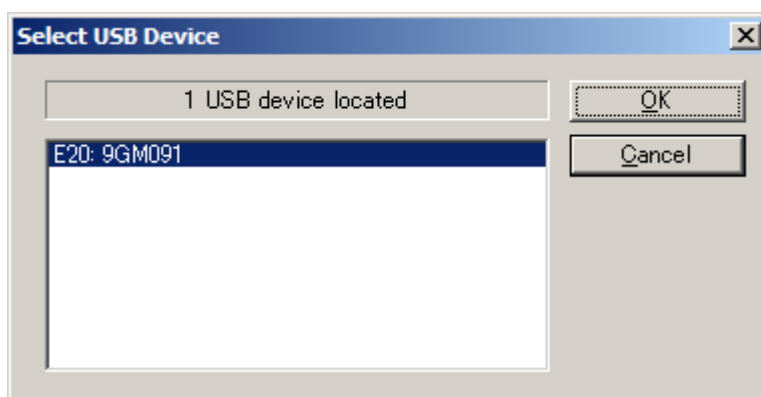 Select USB Device
1 USB device located
OK
E20: 9GM091
Cancel